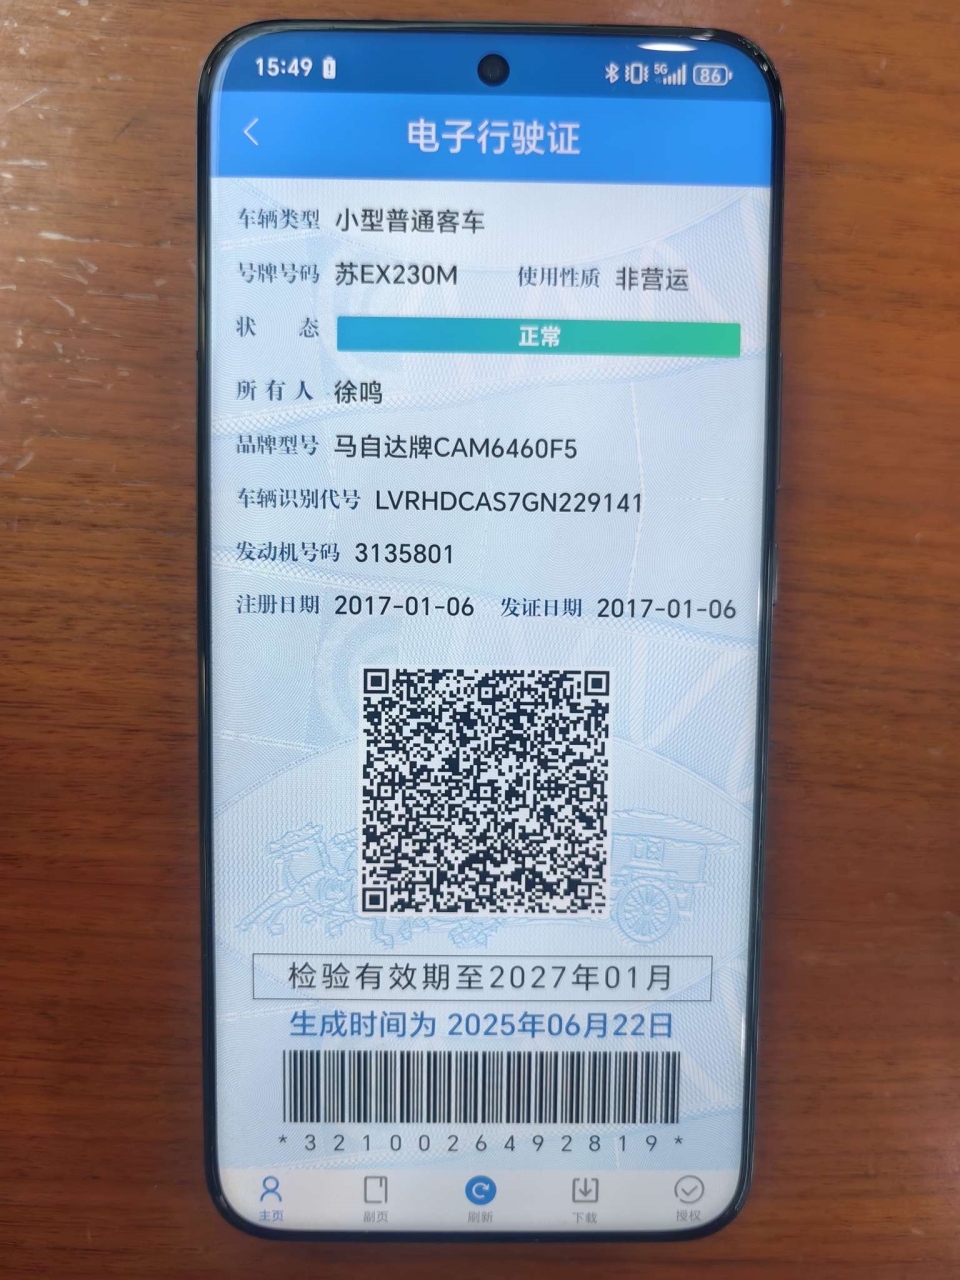 15:49 5G 86
电子行驶证
车辆类型 小型普通客车
号牌号码 苏EX230M 使用性质 非营运
状 态 正常
所有人 徐鸣
品牌型号 马自达牌CAM6460F5
车辆识别代号 LVRHDCAS7GN229141
发动机号码 3135801
注册日期 2017-01-06 发证日期 2017-01-06
检验有效期至2027年01月
生成时间为 2025年06月22日
*3210026492819*
主页 副页 刷新 下载 授权